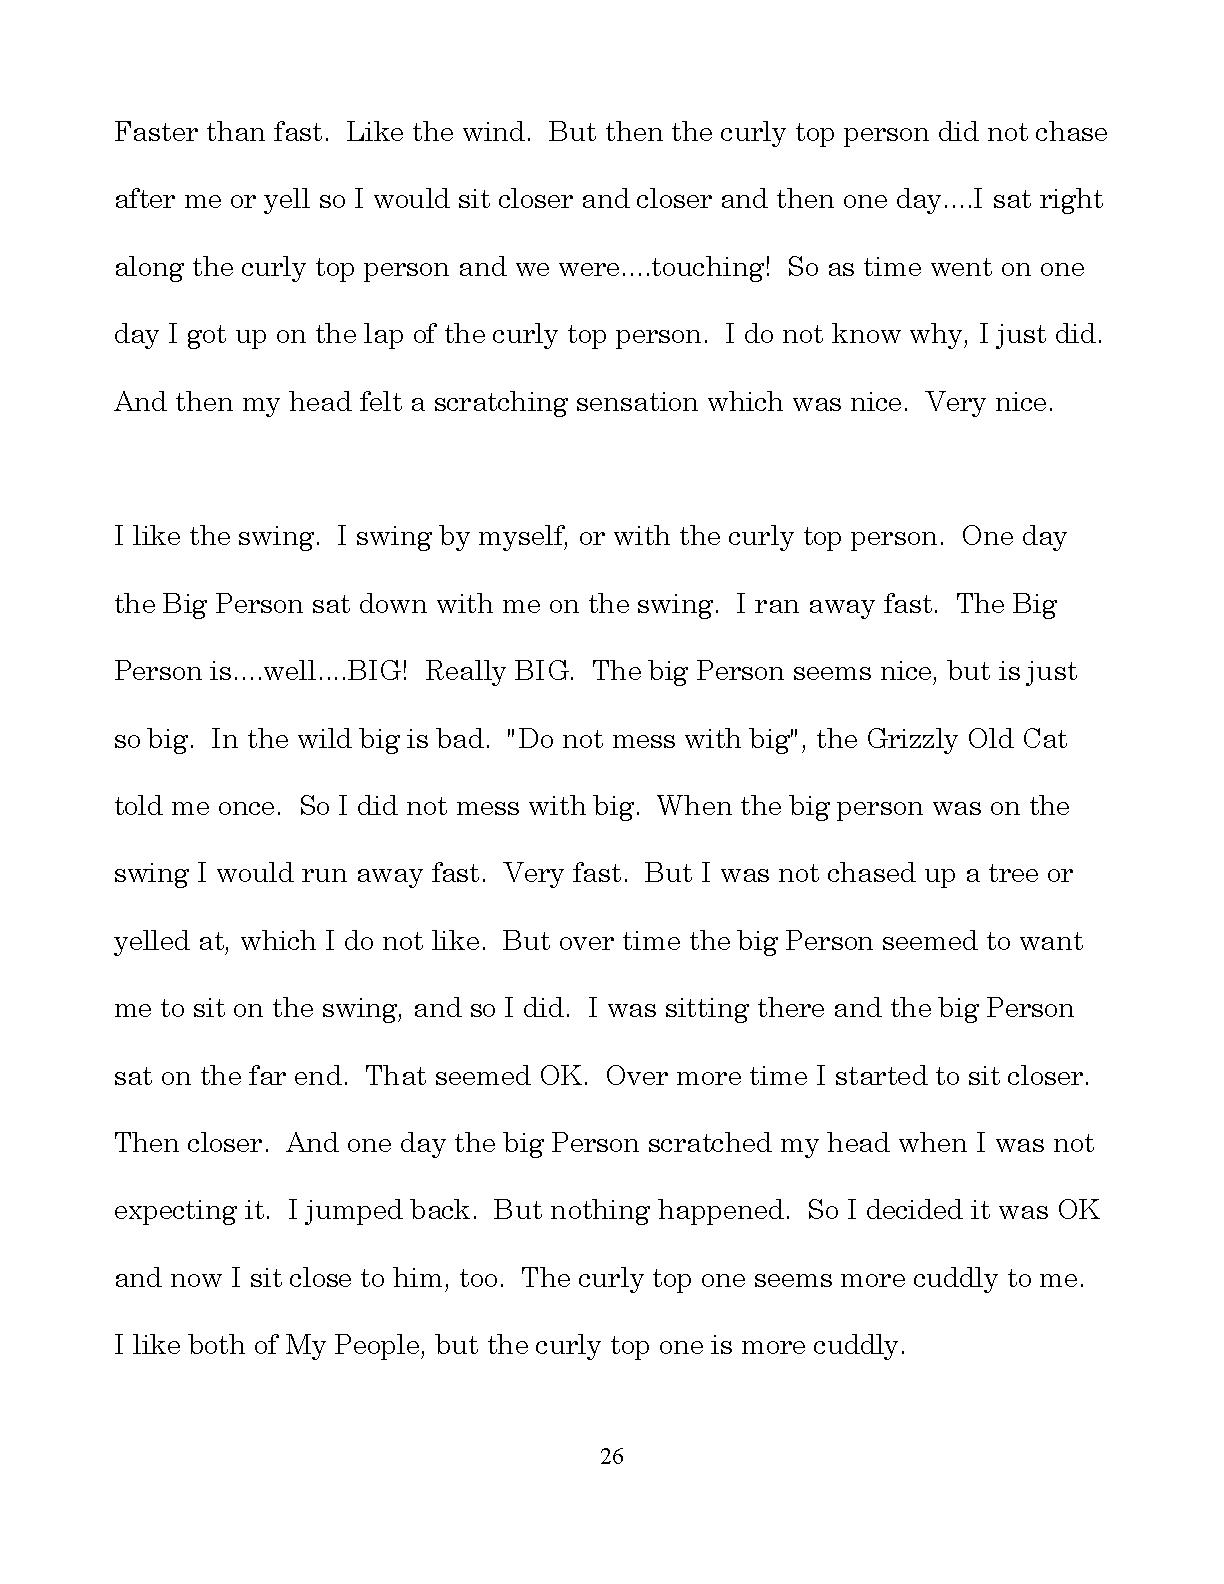 Faster than fast.  Like the wind.  But then the curly top person did not chase
after me or yell so I would sit closer and closer and then one day....I sat right
along the curly top person and we were....touching!  So as time went on one
day I got up on the lap of the curly top person.  I do not know why, I just did.
And then my head felt a scratching sensation which was nice.  Very nice.
I like the swing.  I swing by myself, or with the curly top person.  One day
the Big Person sat down with me on the swing.  I ran away fast.  The Big
Person is....well....BIG!  Really BIG.  The big Person seems nice, but is just
so big.  In the wild big is bad.  "Do not mess with big", the Grizzly Old Cat
told me once.  So I did not mess with big.  When the big person was on the
swing I would run away fast.  Very fast.  But I was not chased up a tree or
yelled at, which I do not like.  But over time the big Person seemed to want
me to sit on the swing, and so I did.  I was sitting there and the big Person
sat on the far end.  That seemed OK.  Over more time I started to sit closer.
Then closer.  And one day the big Person scratched my head when I was not
expecting it.  I jumped back.  But nothing happened.  So I decided it was OK
and now I sit close to him, too.  The curly top one seems more cuddly to me.
I like both of My People, but the curly top one is more cuddly.
26